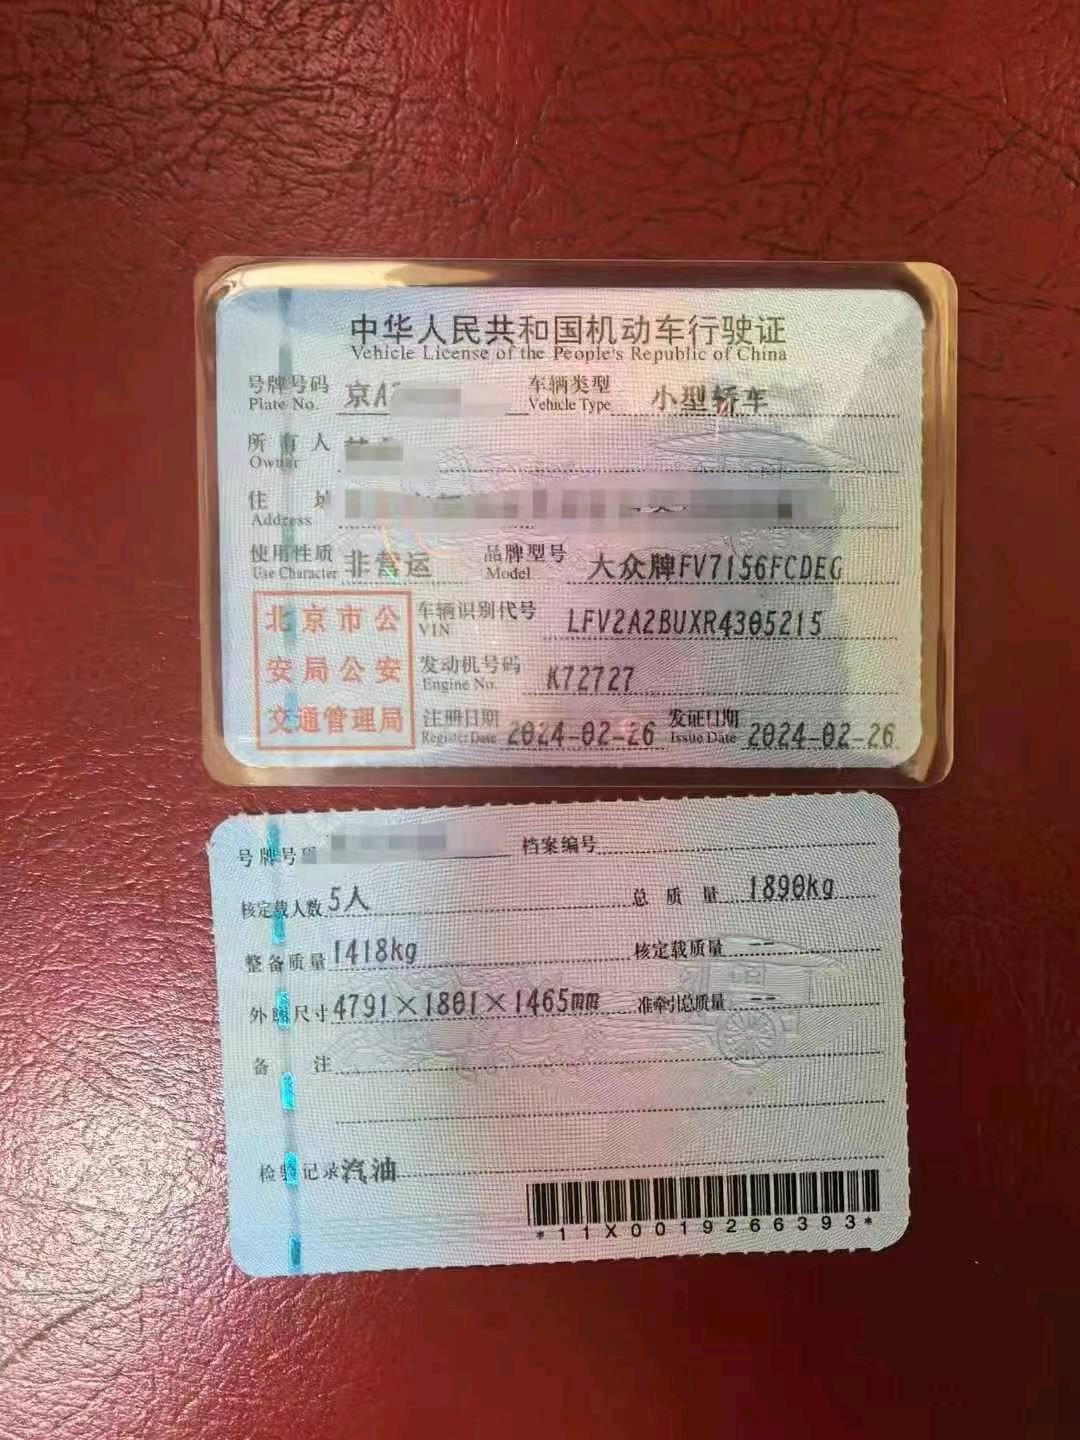 中华人民共和国机动车行驶证
Vehicle License of the People's Republic of China
号牌号码 京A 车辆类型 小型轿车
Plate No. Vehicle Type
所有人
Owner
住
Address
使用性质 非营运 品牌型号 大众牌FV7156FCDEG
Use Character Model
北京市公 车辆识别代号 LFV2A2BUXR4305215
VIN
安局公安 发动机号码 K72727
Engine No.
交通管理局 注册日期 2024-02-26 发证日期 2024-02-26
Register Date Issue Date
号牌号 档案编号
核定载人数 5人 总质量 1890kg
整备质量 1418kg 核定载质量 --
外廓尺寸 4791×1801×1465mm 准牵引总质量 --
备注
检验记录 汽油
*11X0019266393*